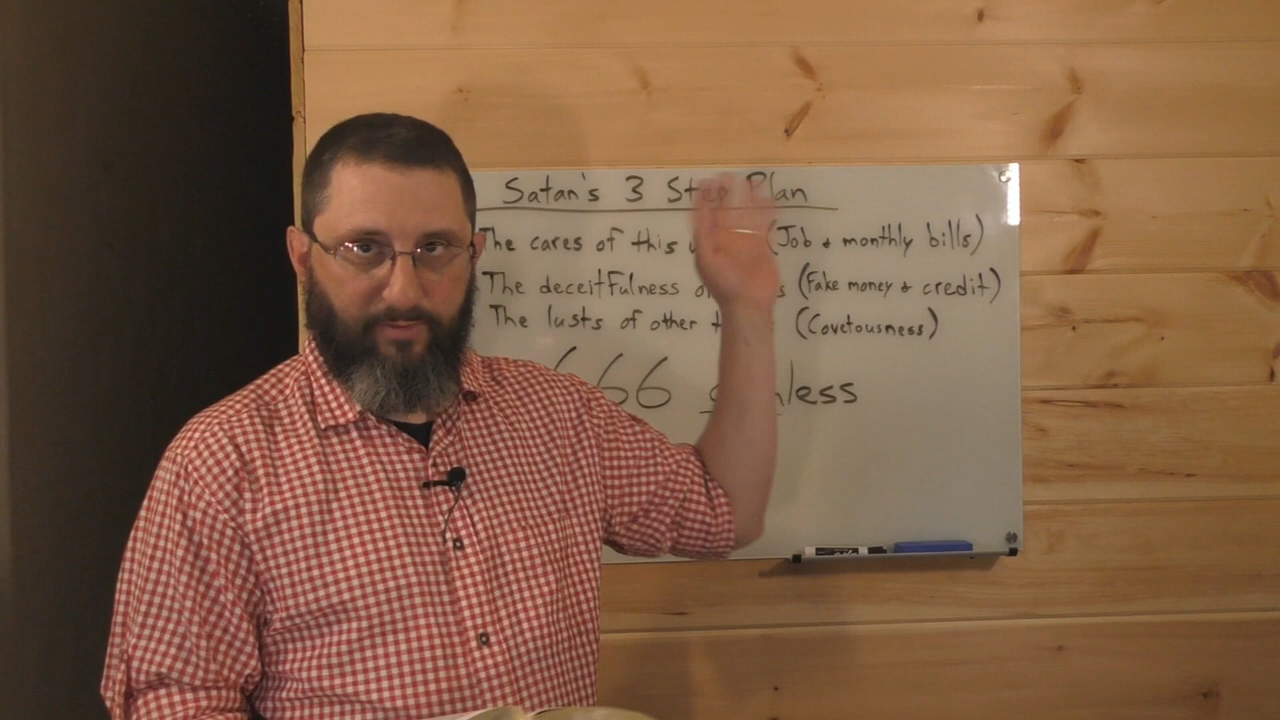 Satan's 3 Step Plan
The cares of this (Job & monthly bills)
The deceitfulness (Fake money & credit)
The lusts of other (Covetousness)
666